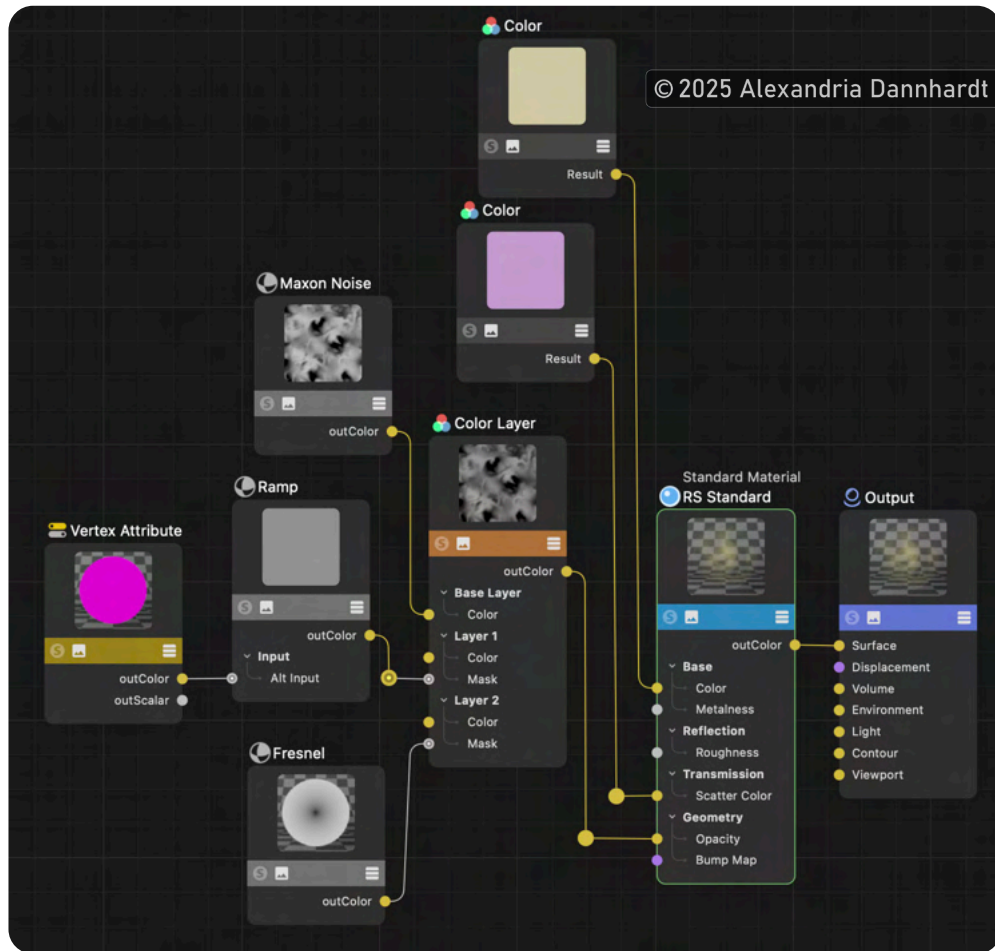 Color
© 2025 Alexandria Dannhardt
Result
Color
Result
Maxon Noise
outColor
Color Layer
outColor
Base Layer
Color
Layer 1
Color
Mask
Layer 2
Color
Mask
Ramp
outColor
Input
Alt Input
Vertex Attribute
outColor
outScalar
Fresnel
outColor
Standard Material
RS Standard
outColor
Base
Color
Metalness
Reflection
Roughness
Transmission
Scatter Color
Geometry
Opacity
Bump Map
Output
Surface
Displacement
Volume
Environment
Light
Contour
Viewport